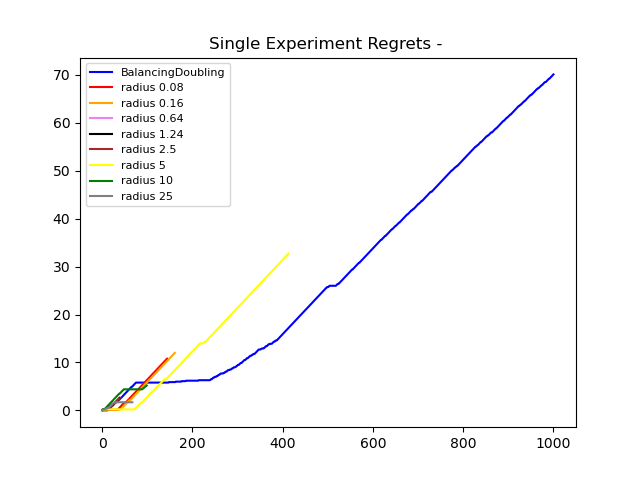 Single Experiment Regrets -
BalancingDoubling
radius 0.08
radius 0.16
radius 0.64
radius 1.24
radius 2.5
radius 5
radius 10
radius 25
70
60
50
40
30
20
10
0
0 200 400 600 800 1000